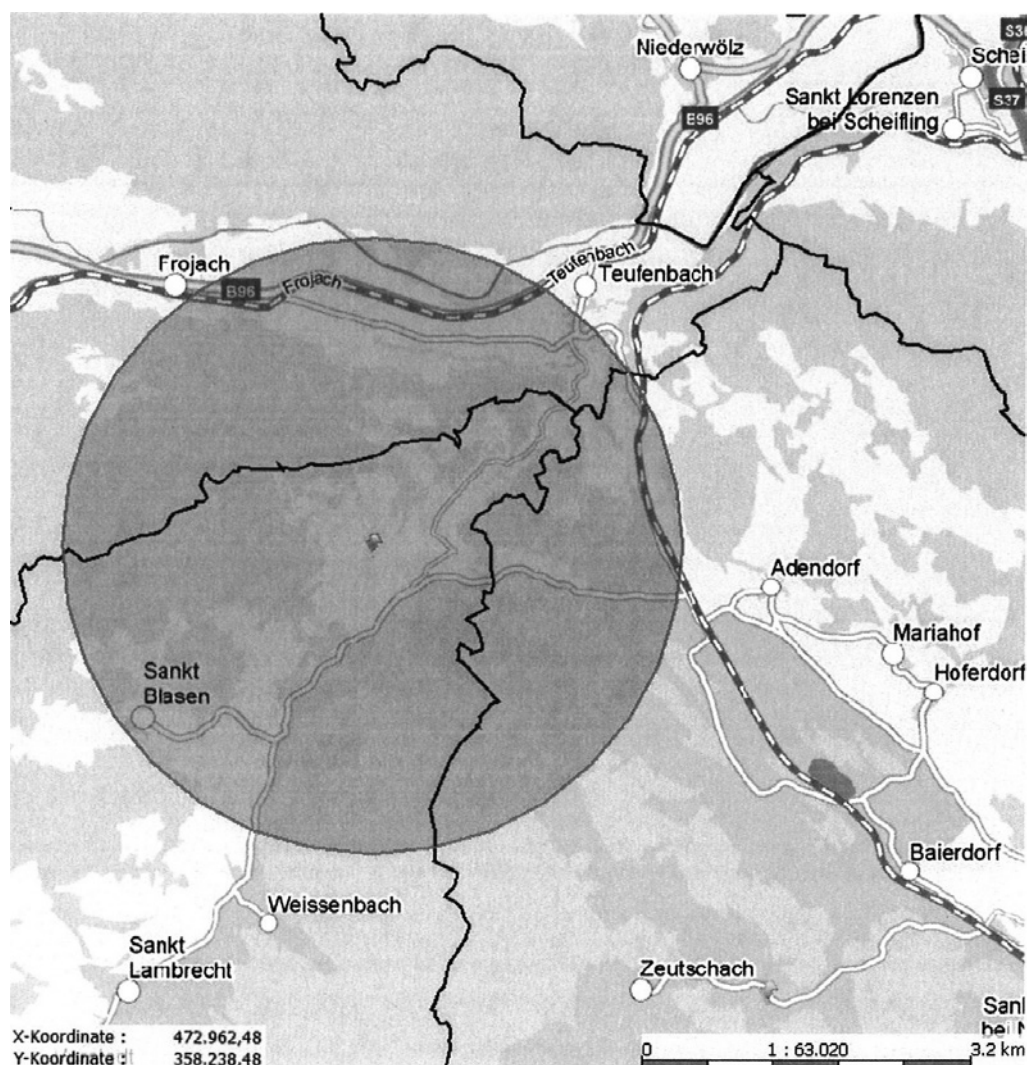 Niederwölz
S36
Schei
Sankt Lorenzen
bei Scheifling
S37
E96
Frojach
B96
Frojach
Teufenbach
Teufenbach
Adendorf
Mariahof
Hoferdorf
Sankt
Blasen
Baierdorf
Weissenbach
Sankt
Lambrecht
Zeutschach
X-Koordinate : 472.962,48
Y-Koordinate : 358.238,48
0 1 : 63.020 3.2 km